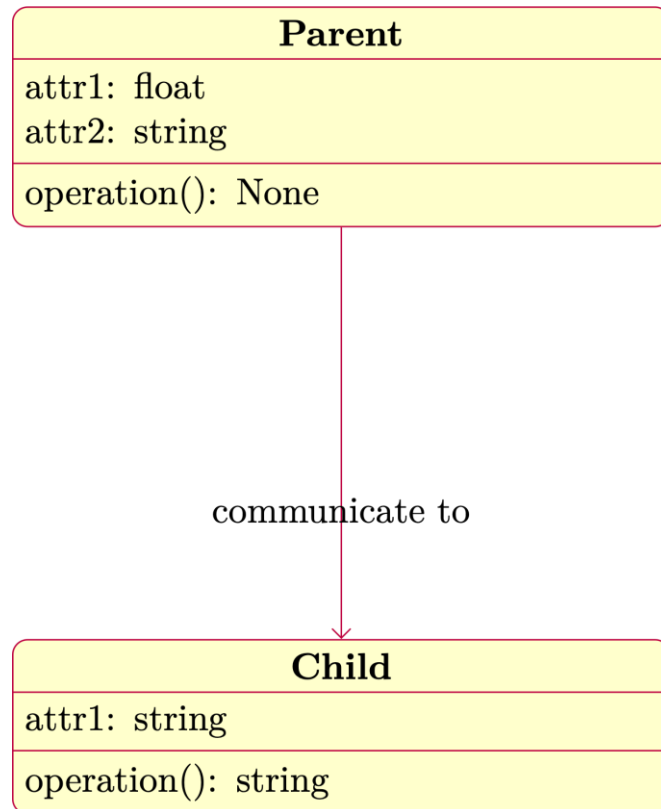 Parent
attr1: float
attr2: string
operation(): None
communicate to
Child
attr1: string
operation(): string